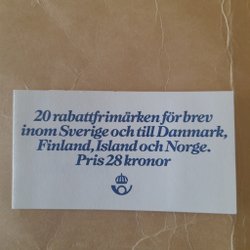 20 rabattfrimärken för brev
inom Sverige och till Danmark,
Finland, Island och Norge.
Pris 28 kronor